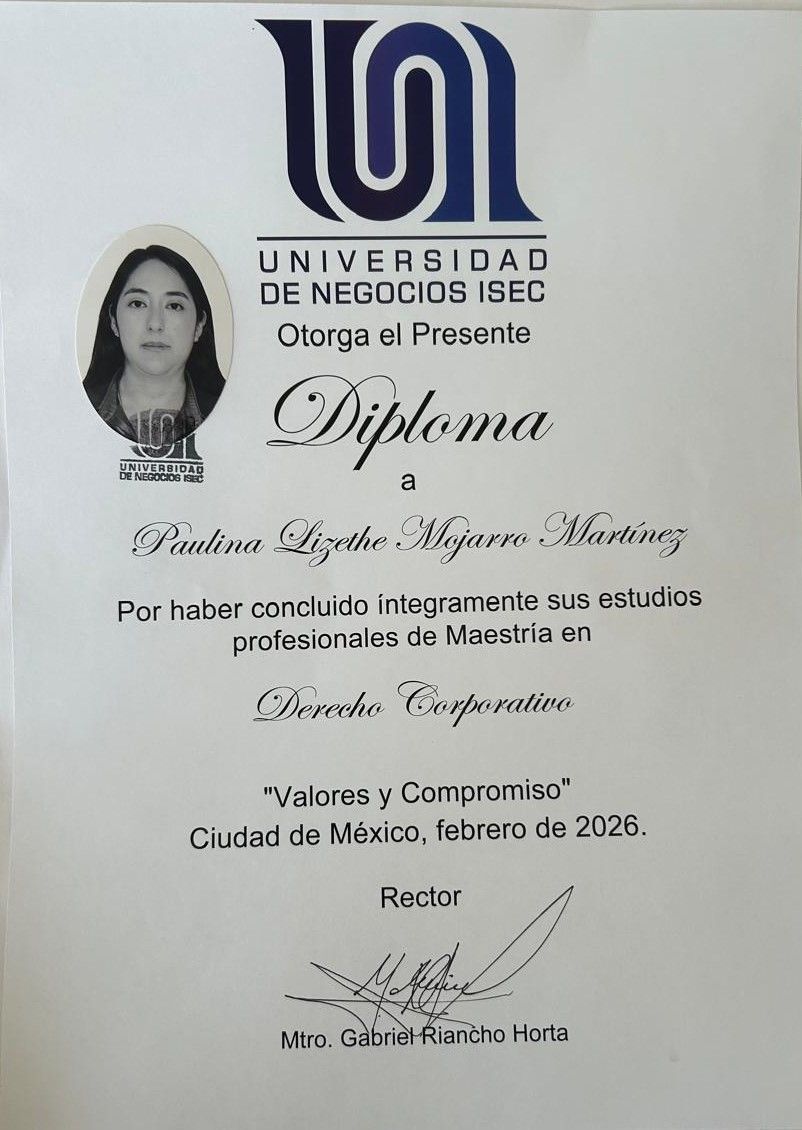 UNIVERSIDAD
DE NEGOCIOS ISEC
Otorga el Presente
Diploma
UNIVERSIDAD
DE NEGOCIOS ISEC
a
Paulina Lizethe Mojarro Martínez
Por haber concluido íntegramente sus estudios
profesionales de Maestría en
Derecho Corporativo
"Valores y Compromiso"
Ciudad de México, febrero de 2026.
Rector
Mtro. Gabriel Riancho Horta